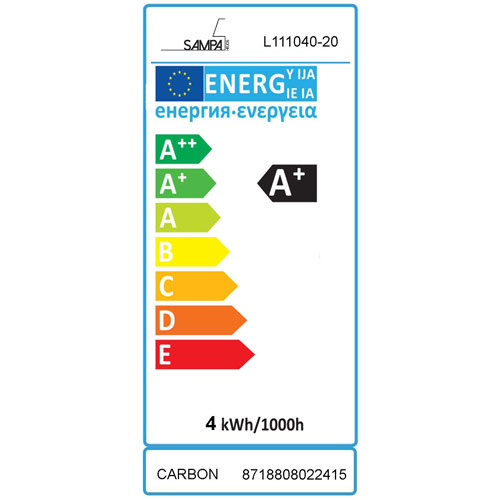 SAMPA L111040-20
ENERG Y IJA
IE IA
енергия·ενεργεια
A++
A+ A+
A
B
C
D
E
4 kWh/1000h
CARBON 8718808022415